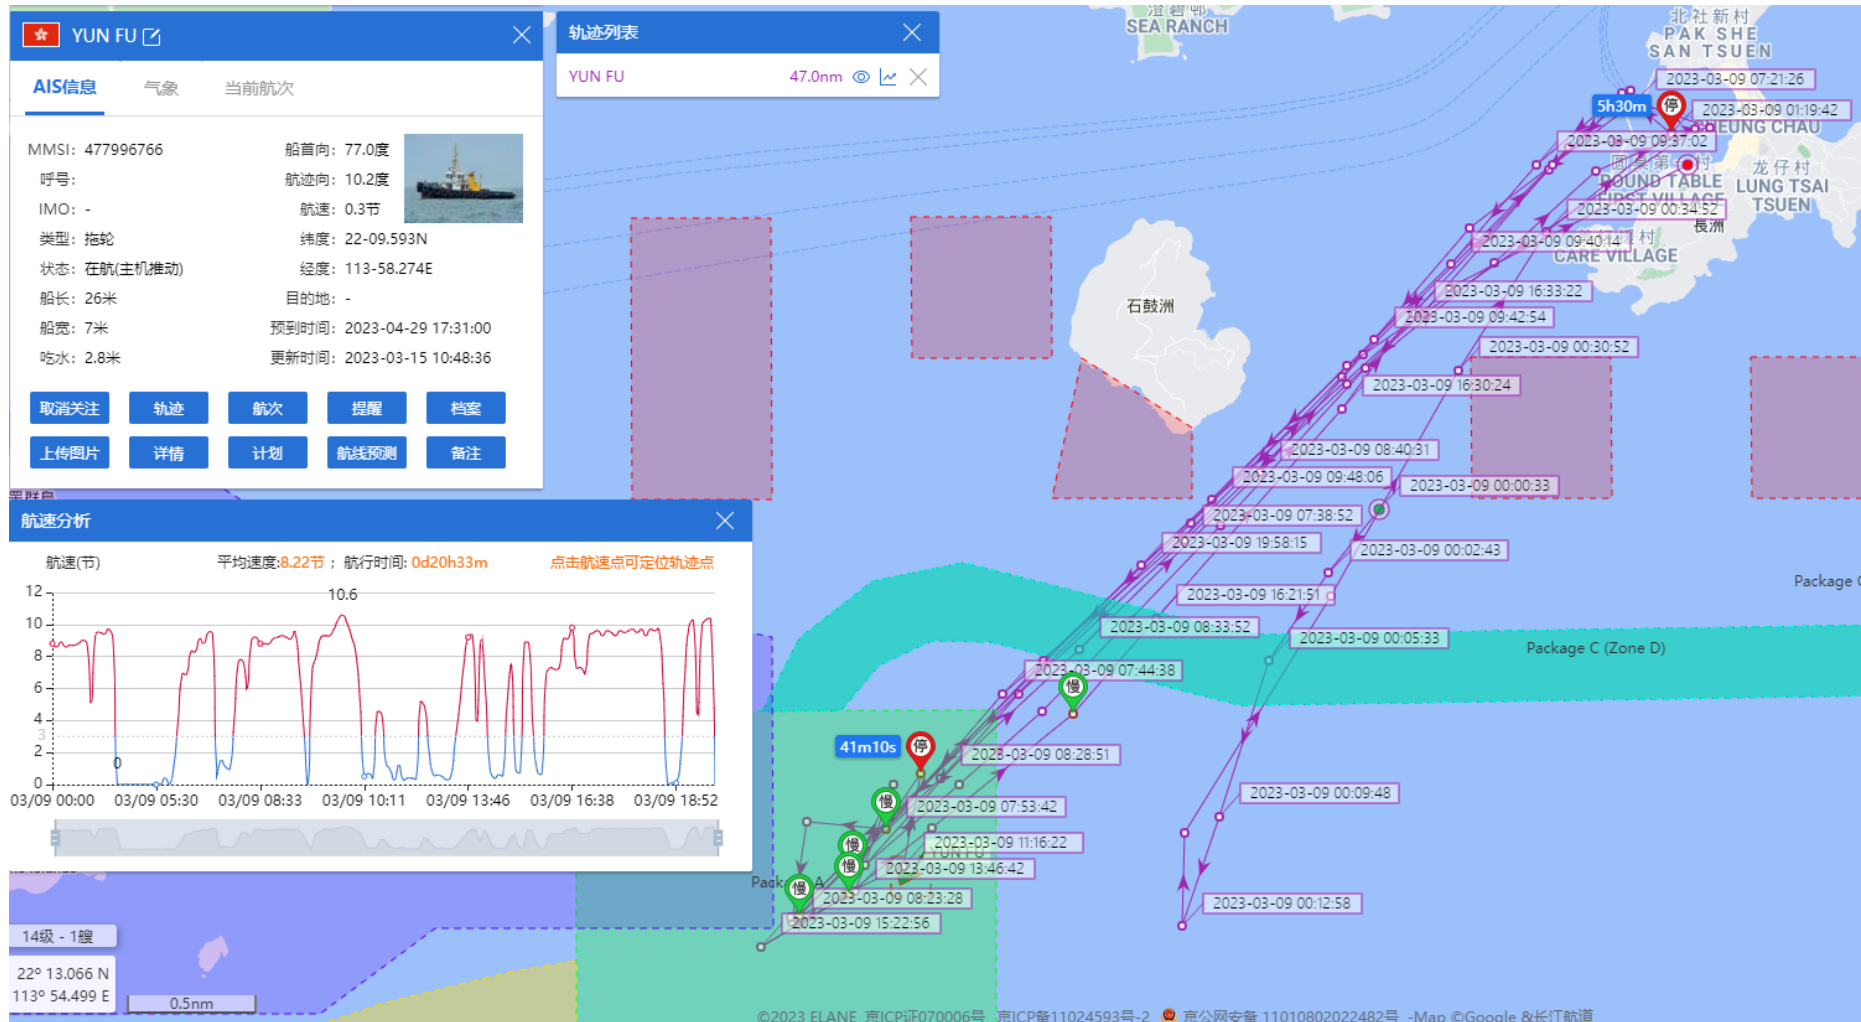 YUN FU
AIS信息 气象 当前航次
MMSI: 477996766 船首向: 77.0度
呼号: 航迹向: 10.2度
IMO: - 航速: 0.3节
类型: 拖轮 纬度: 22-09.593N
状态: 在航(主机推动) 经度: 113-58.274E
船长: 26米 目的地: -
船宽: 7米 预到时间: 2023-04-29 17:31:00
吃水: 2.8米 更新时间: 2023-03-15 10:48:36
取消关注 轨迹 航次 提醒 档案
上传图片 详情 计划 航线预测 备注
轨迹列表
YUN FU 47.0nm
航速分析
航速(节) 平均速度:8.22节 ; 航行时间: 0d20h33m 点击航速点可定位轨迹点
12
10
8
6
4
3
2
0
10.6
0
03/09 00:00 03/09 05:30 03/09 08:33 03/09 10:11 03/09 13:46 03/09 16:38 03/09 18:52
14级 - 1艘
22º 13.066 N
113º 54.499 E
0.5nm
SEA RANCH
北社新村
PAK SHE
SAN TSUEN
2023-03-09 07:21:26
5h30m
停
2023-03-09 01:19:42
CHEUNG CHAU
2023-03-09 09:37:02
龙仔村
ROUND TABLE
FIRST VILLAGE
LUNG TSAI
TSUEN
2023-03-09 00:34:52
長洲
2023-03-09 09:40:14
CARE VILLAGE
2023-03-09 16:33:22
石鼓洲
2023-03-09 09:42:54
2023-03-09 00:30:52
2023-03-09 16:30:24
2023-03-09 08:40:31
2023-03-09 09:48:06
2023-03-09 00:00:33
2023-03-09 07:38:52
2023-03-09 19:58:15
2023-03-09 00:02:43
Package
2023-03-09 16:21:51
2023-03-09 08:33:52
2023-03-09 00:05:33
Package C (Zone D)
2023-03-09 07:44:38
慢
41m10s
停
2023-03-09 08:28:51
2023-03-09 00:09:48
慢
2023-03-09 07:53:42
慢
2023-03-09 11:16:22
YUN FU
慢
2023-03-09 13:46:42
A
慢
2023-03-09 08:23:28
2023-03-09 00:12:58
2023-03-09 15:22:56
©2023 ELANE 京ICP证070006号 京ICP备11024593号-2 京公网安备 11010802022482号 -Map ©Google &长江航道